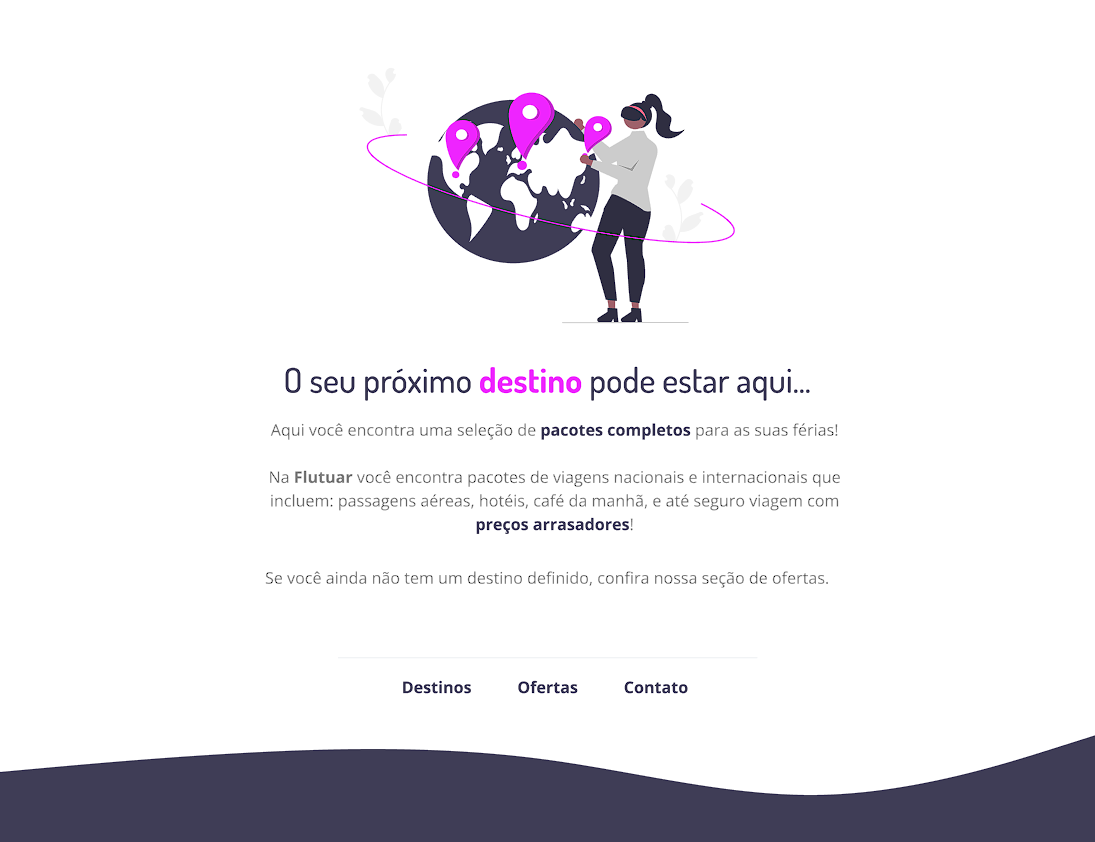 O seu próximo destino pode estar aqui...
Aqui você encontra uma seleção de pacotes completos para as suas férias!
Na Flutuar você encontra pacotes de viagens nacionais e internacionais que
incluem: passagens aéreas, hotéis, café da manhã, e até seguro viagem com
preços arrasadores!
Se você ainda não tem um destino definido, confira nossa seção de ofertas.
Destinos Ofertas Contato